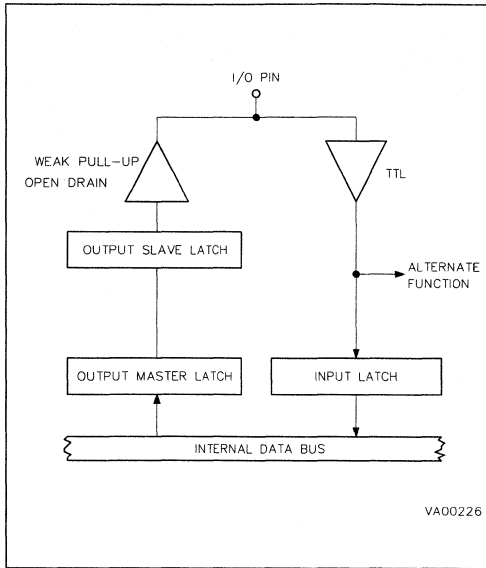 I/O PIN
WEAK PULL-UP
OPEN DRAIN
TTL
OUTPUT SLAVE LATCH
ALTERNATE
FUNCTION
OUTPUT MASTER LATCH
INPUT LATCH
INTERNAL DATA BUS
VA00226